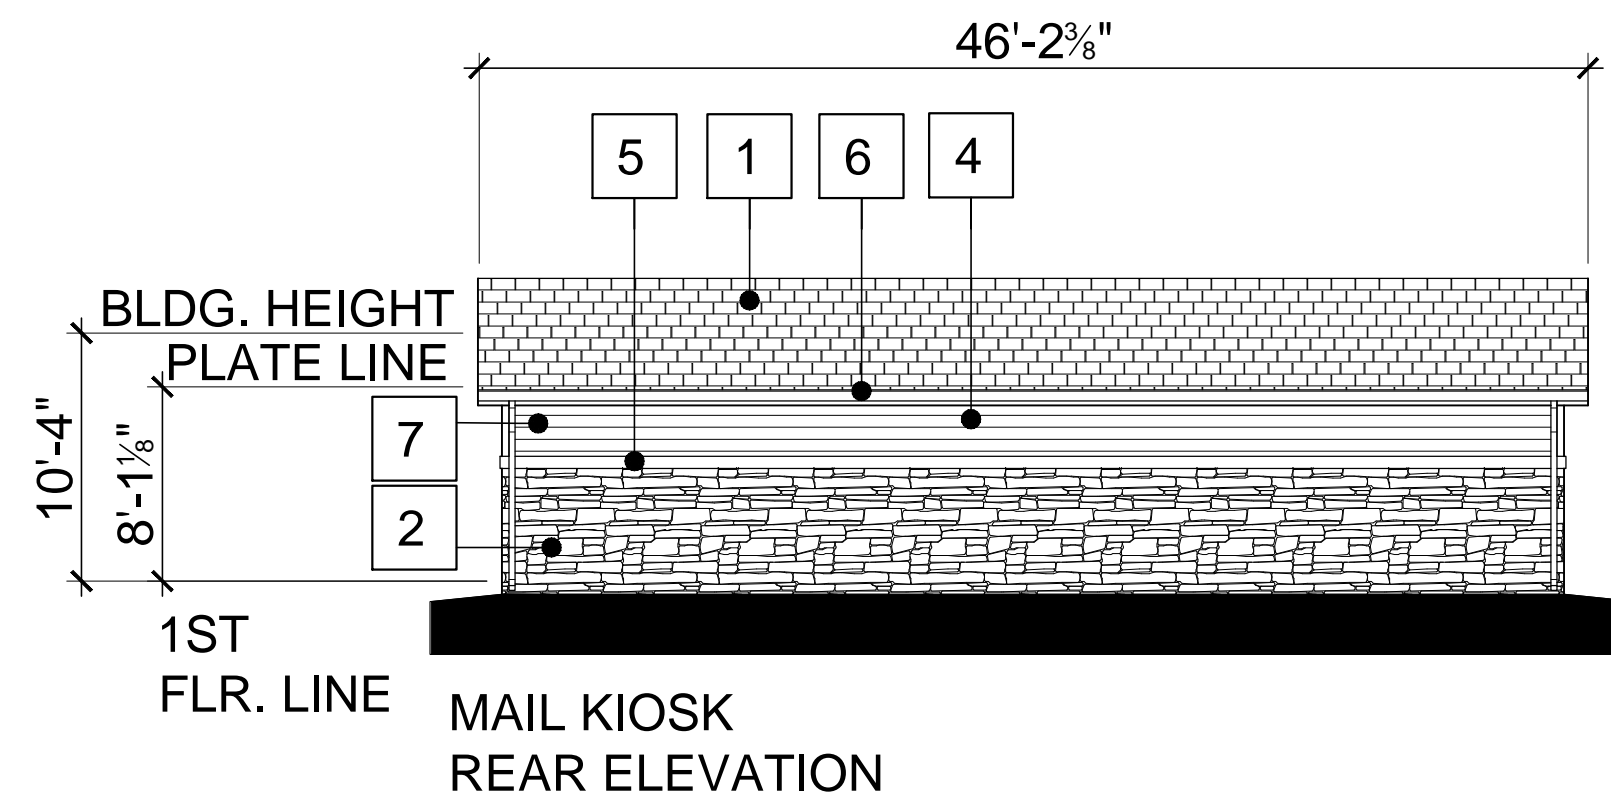 46'-2⅜"
5 1 6 4
BLDG. HEIGHT
PLATE LINE
10'-4"
8'-1⅛"
7
2
1ST
FLR. LINE
MAIL KIOSK
REAR ELEVATION